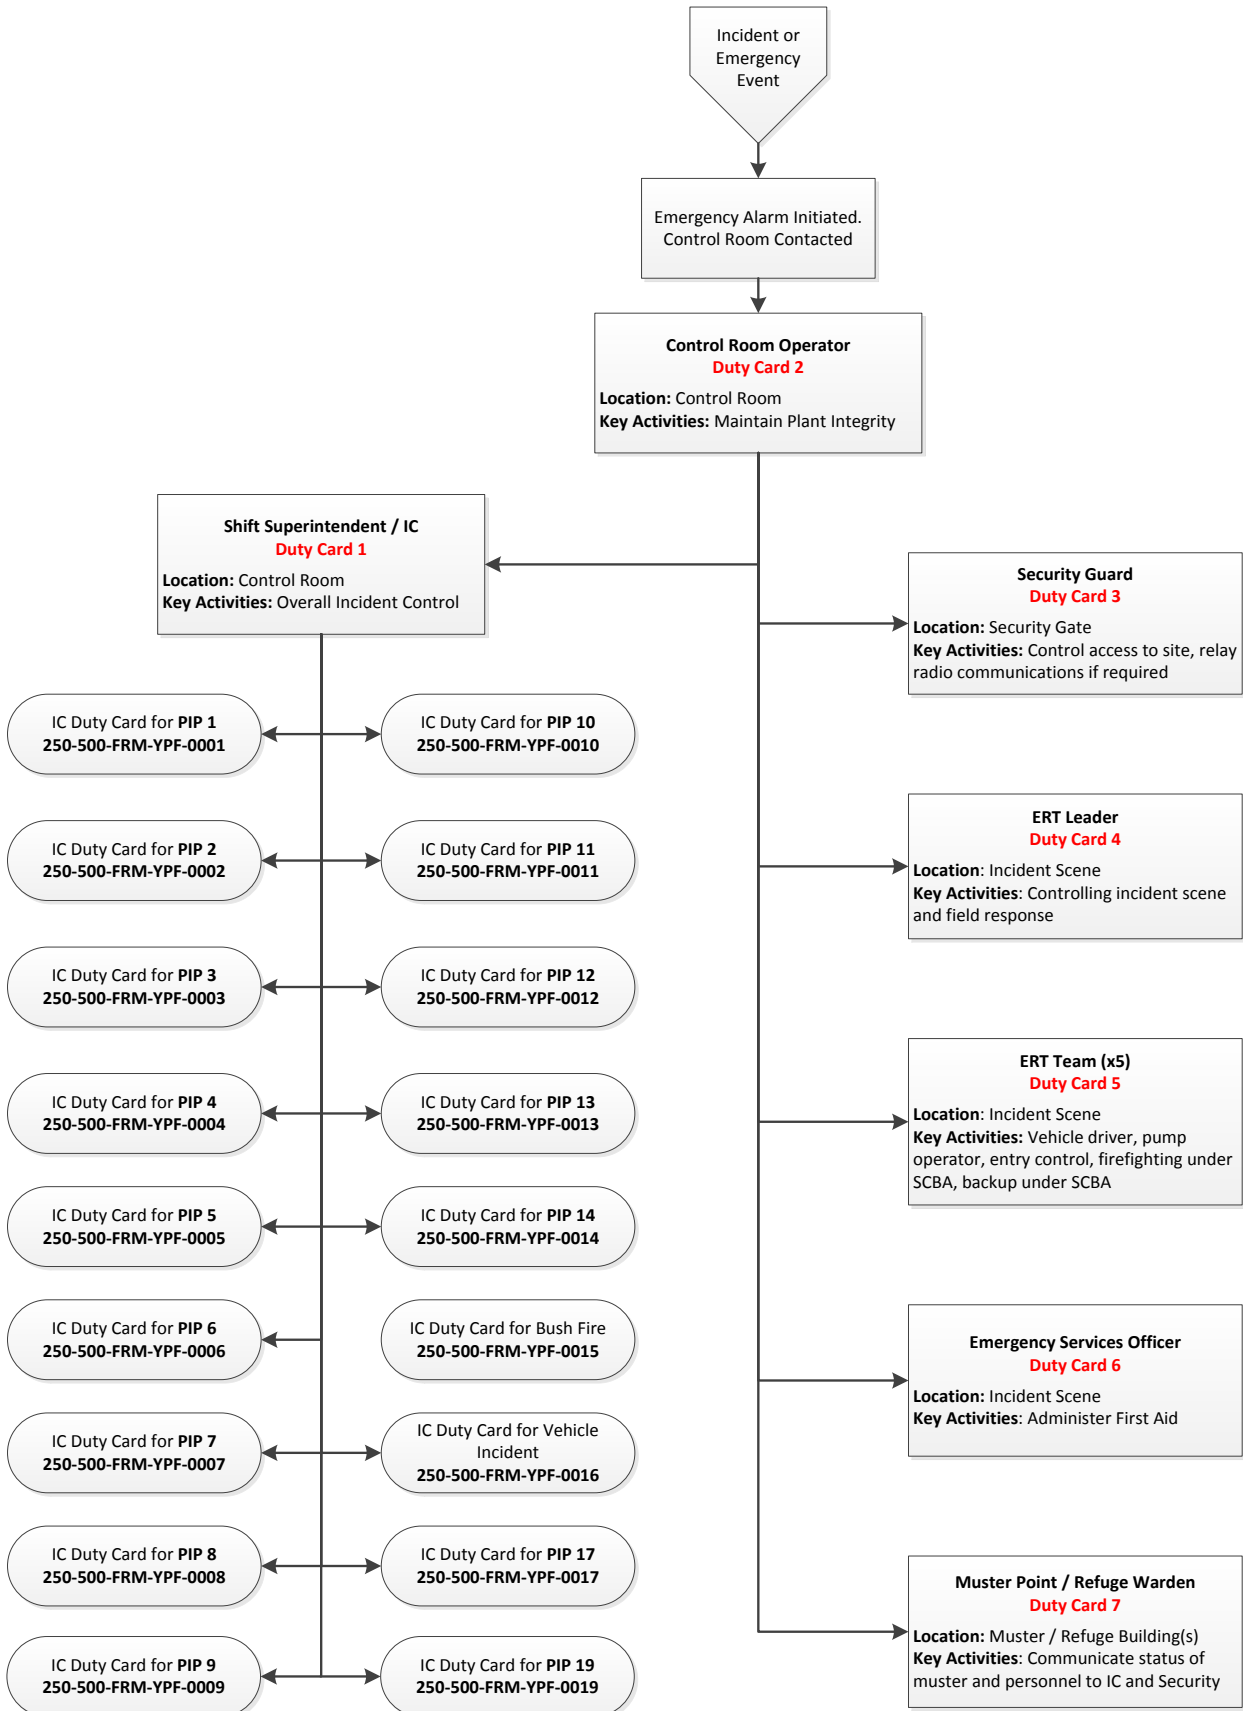 Incident or
Emergency
Event
Emergency Alarm Initiated.
Control Room Contacted
Control Room Operator
Duty Card 2
Location: Control Room
Key Activities: Maintain Plant Integrity
Shift Superintendent / IC
Duty Card 1
Location: Control Room
Key Activities: Overall Incident Control
Security Guard
Duty Card 3
Location: Security Gate
Key Activities: Control access to site, relay
radio communications if required
ERT Leader
Duty Card 4
Location: Incident Scene
Key Activities: Controlling incident scene
and field response
ERT Team (x5)
Duty Card 5
Location: Incident Scene
Key Activities: Vehicle driver, pump
operator, entry control, firefighting under
SCBA, backup under SCBA
Emergency Services Officer
Duty Card 6
Location: Incident Scene
Key Activities: Administer First Aid
Muster Point / Refuge Warden
Duty Card 7
Location: Muster / Refuge Building(s)
Key Activities: Communicate status of
muster and personnel to IC and Security
IC Duty Card for PIP 1
250-500-FRM-YPF-0001
IC Duty Card for PIP 10
250-500-FRM-YPF-0010
IC Duty Card for PIP 2
250-500-FRM-YPF-0002
IC Duty Card for PIP 11
250-500-FRM-YPF-0011
IC Duty Card for PIP 3
250-500-FRM-YPF-0003
IC Duty Card for PIP 12
250-500-FRM-YPF-0012
IC Duty Card for PIP 4
250-500-FRM-YPF-0004
IC Duty Card for PIP 13
250-500-FRM-YPF-0013
IC Duty Card for PIP 5
250-500-FRM-YPF-0005
IC Duty Card for PIP 14
250-500-FRM-YPF-0014
IC Duty Card for PIP 6
250-500-FRM-YPF-0006
IC Duty Card for Bush Fire
250-500-FRM-YPF-0015
IC Duty Card for PIP 7
250-500-FRM-YPF-0007
IC Duty Card for Vehicle
Incident
250-500-FRM-YPF-0016
IC Duty Card for PIP 8
250-500-FRM-YPF-0008
IC Duty Card for PIP 17
250-500-FRM-YPF-0017
IC Duty Card for PIP 9
250-500-FRM-YPF-0009
IC Duty Card for PIP 19
250-500-FRM-YPF-0019